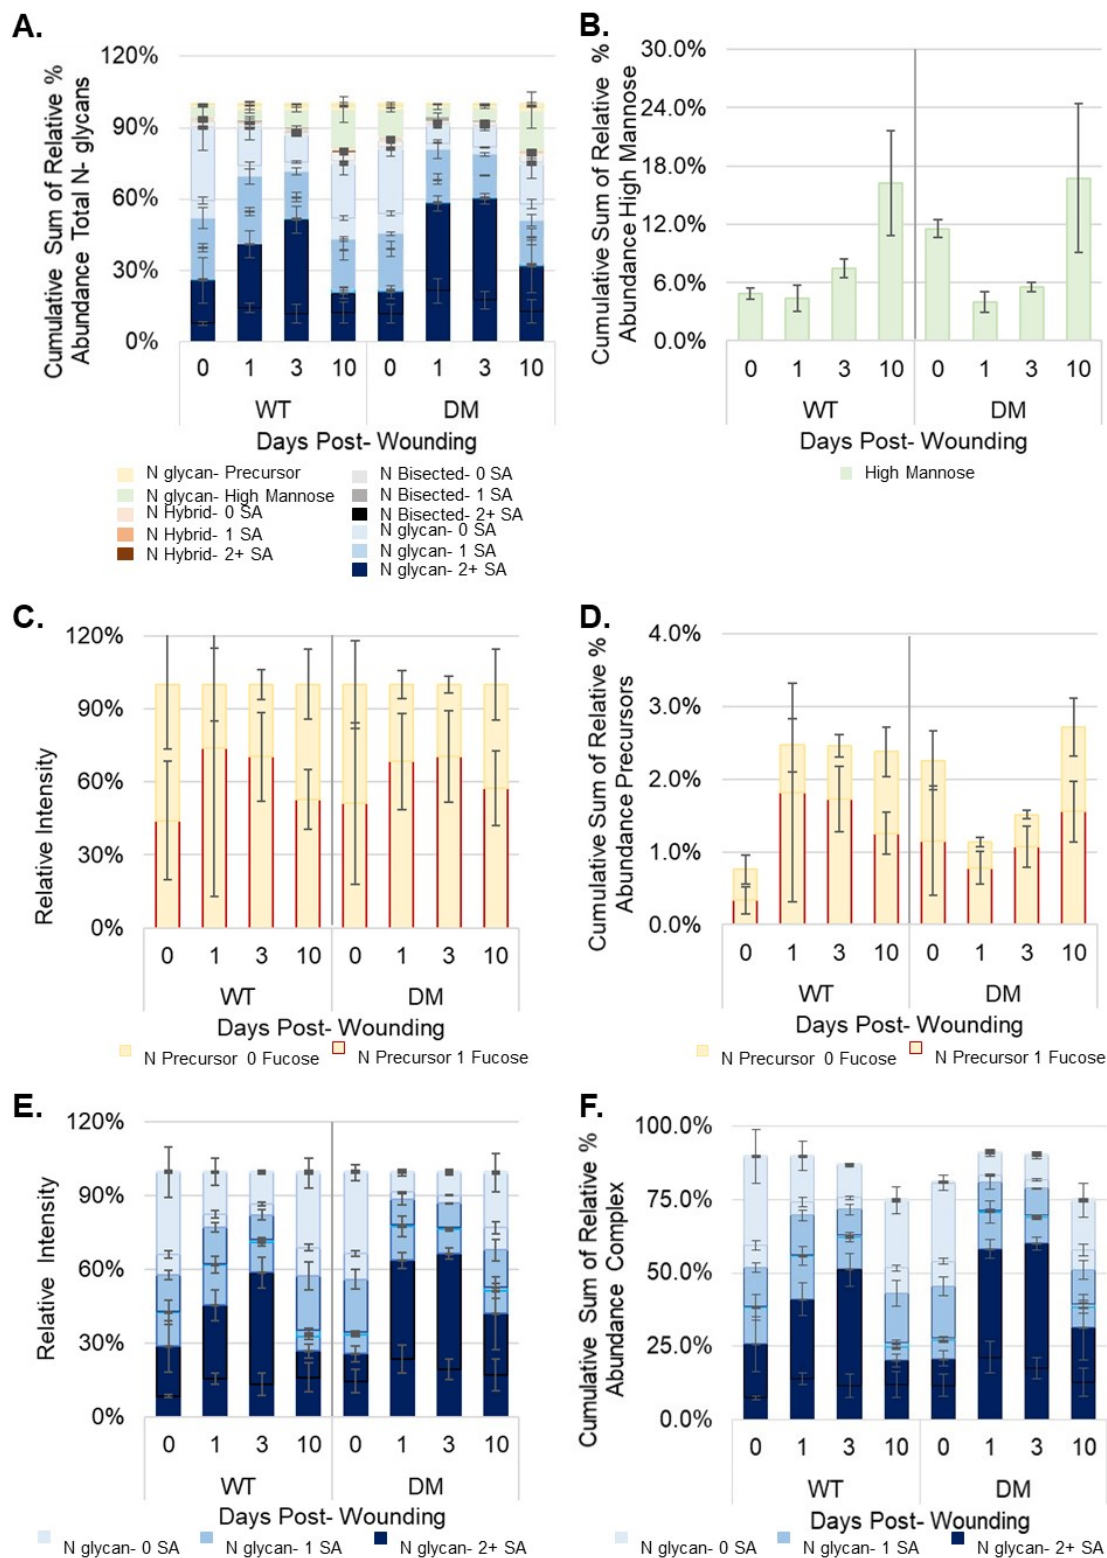 A.
Cumulative Sum of Relative %
Abundance Total N- glycans
120%
90%
60%
30%
0%
0 1 3 10 0 1 3 10
WT DM
Days Post- Wounding
N glycan- Precursor
N glycan- High Mannose
N Hybrid- 0 SA
N Hybrid- 1 SA
N Hybrid- 2+ SA
N Bisected- 0 SA
N Bisected- 1 SA
N Bisected- 2+ SA
N glycan- 0 SA
N glycan- 1 SA
N glycan- 2+ SA
B.
Cumulative Sum of Relative %
Abundance High Mannose
30.0%
24.0%
18.0%
12.0%
6.0%
0.0%
0 1 3 10 0 1 3 10
WT DM
Days Post- Wounding
High Mannose
C.
Relative Intensity
120%
90%
60%
30%
0%
0 1 3 10 0 1 3 10
WT DM
Days Post- Wounding
N Precursor 0 Fucose N Precursor 1 Fucose
D.
Cumulative Sum of Relative %
Abundance Precursors
4.0%
3.0%
2.0%
1.0%
0.0%
0 1 3 10 0 1 3 10
WT DM
Days Post- Wounding
N Precursor 0 Fucose N Precursor 1 Fucose
E.
Relative Intensity
120%
90%
60%
30%
0%
0 1 3 10 0 1 3 10
WT DM
Days Post- Wounding
N glycan- 0 SA N glycan- 1 SA N glycan- 2+ SA
F.
Cumulative Sum of Relative %
Abundance Complex
100.0%
75.0%
50.0%
25.0%
0.0%
0 1 3 10 0 1 3 10
WT DM
Days Post- Wounding
N glycan- 0 SA N glycan- 1 SA N glycan- 2+ SA